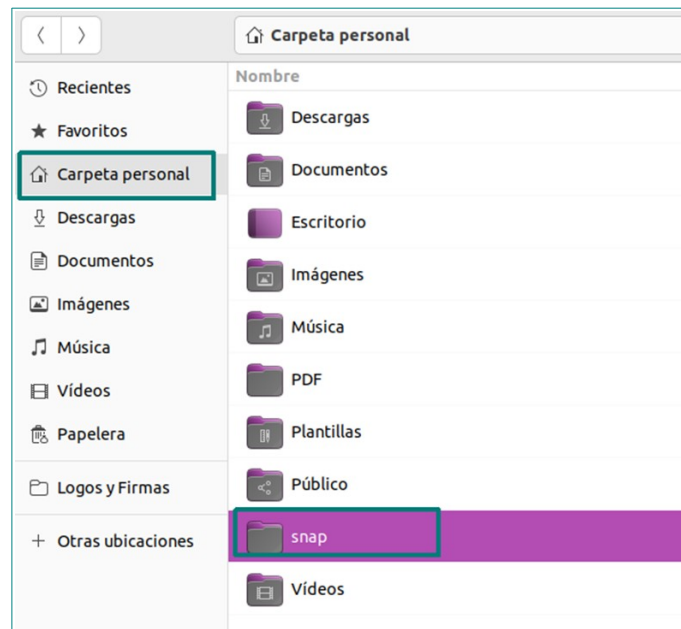 Carpeta personal
Recientes
Favoritos
Carpeta personal
Descargas
Documentos
Imágenes
Música
Vídeos
Papelera
Logos y Firmas
Otras ubicaciones
Nombre
Descargas
Documentos
Escritorio
Imágenes
Música
PDF
Plantillas
Público
snap
Vídeos